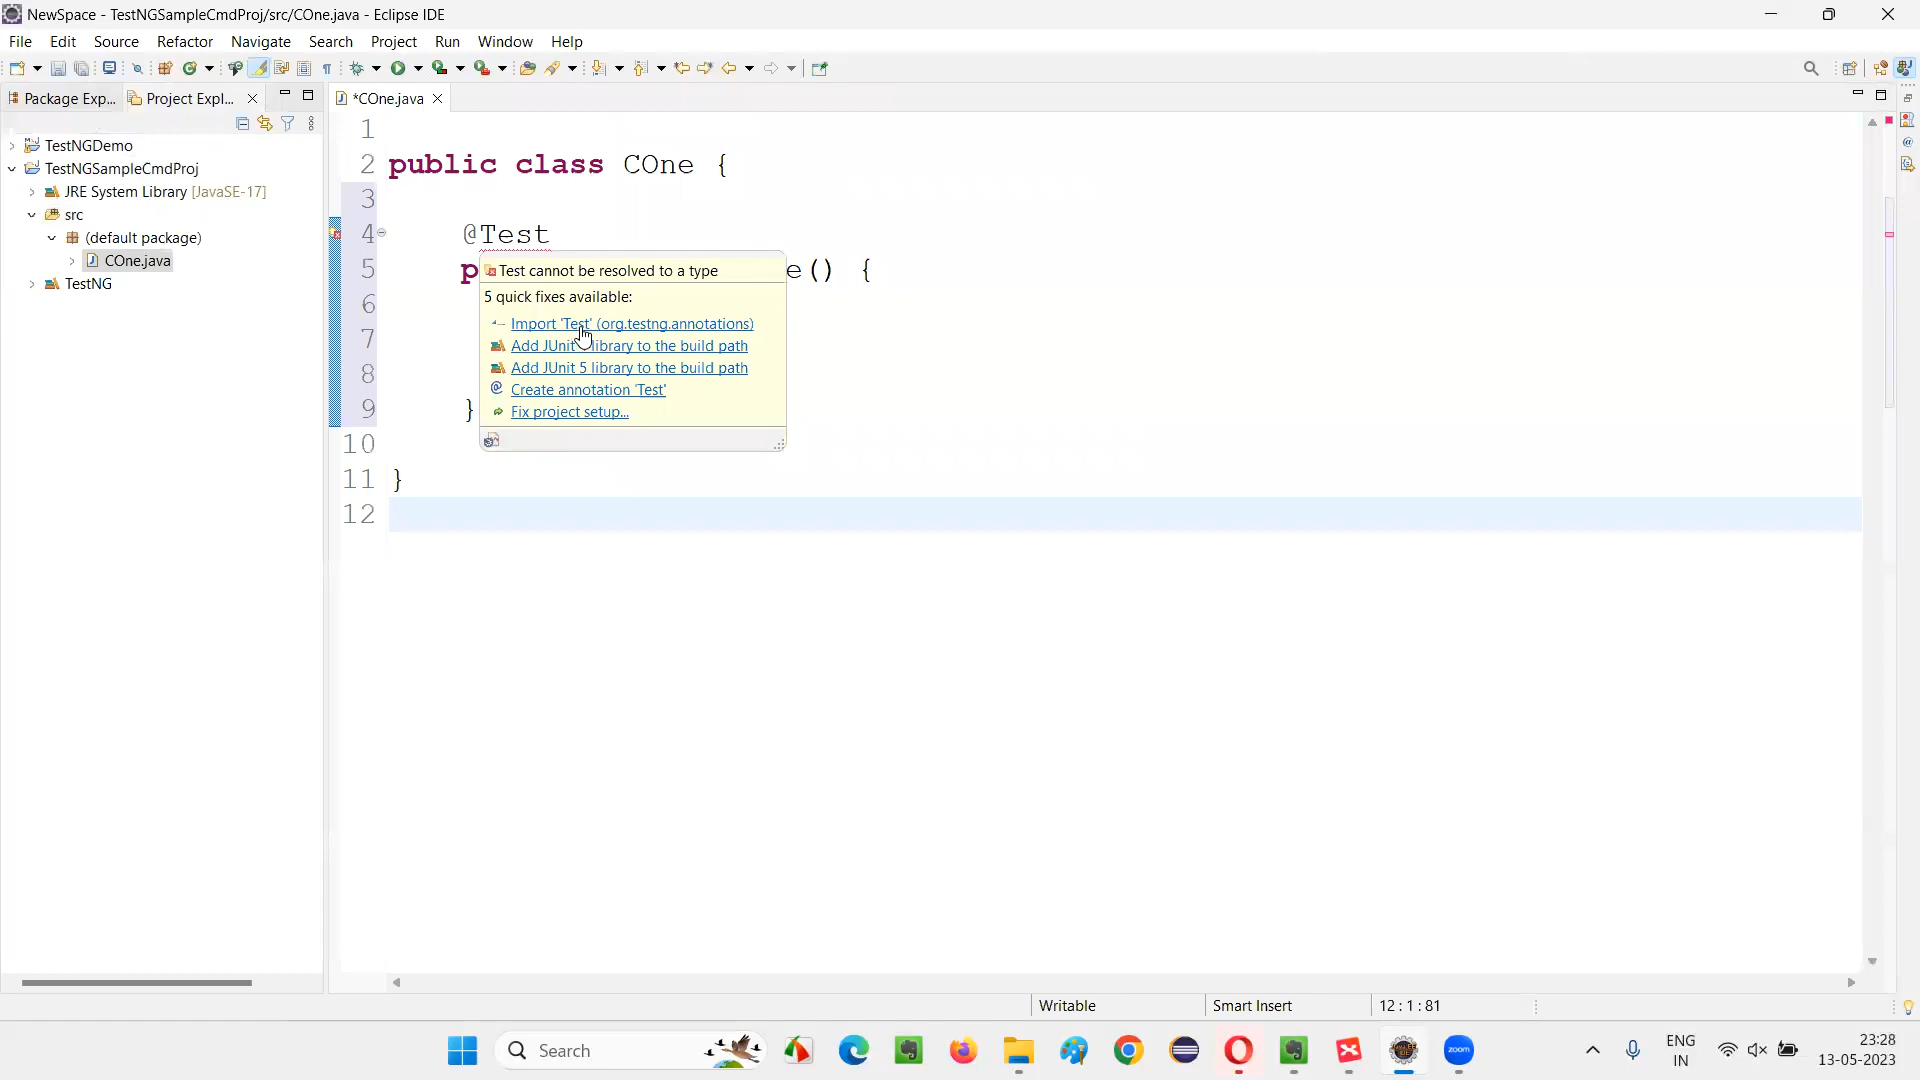 NewSpace - TestNGSampleCmdProj/src/COne.java - Eclipse IDE
File Edit Source Refactor Navigate Search Project Run Window Help
Package Exp... Project Expl... *COne.java
TestNGDemo
TestNGSampleCmdProj
JRE System Library [JavaSE-17]
src
(default package)
COne.java
TestNG
1
2 public class COne {
3
4 @Test
5 p e() {
6
7
8
9 }
10
11 }
12
Test cannot be resolved to a type
5 quick fixes available:
Import 'Test' (org.testng.annotations)
Add JUnit library to the build path
Add JUnit 5 library to the build path
Create annotation 'Test'
Fix project setup...
Writable Smart Insert 12 : 1 : 81
Search
zoom
ENG
IN
23:28
13-05-2023